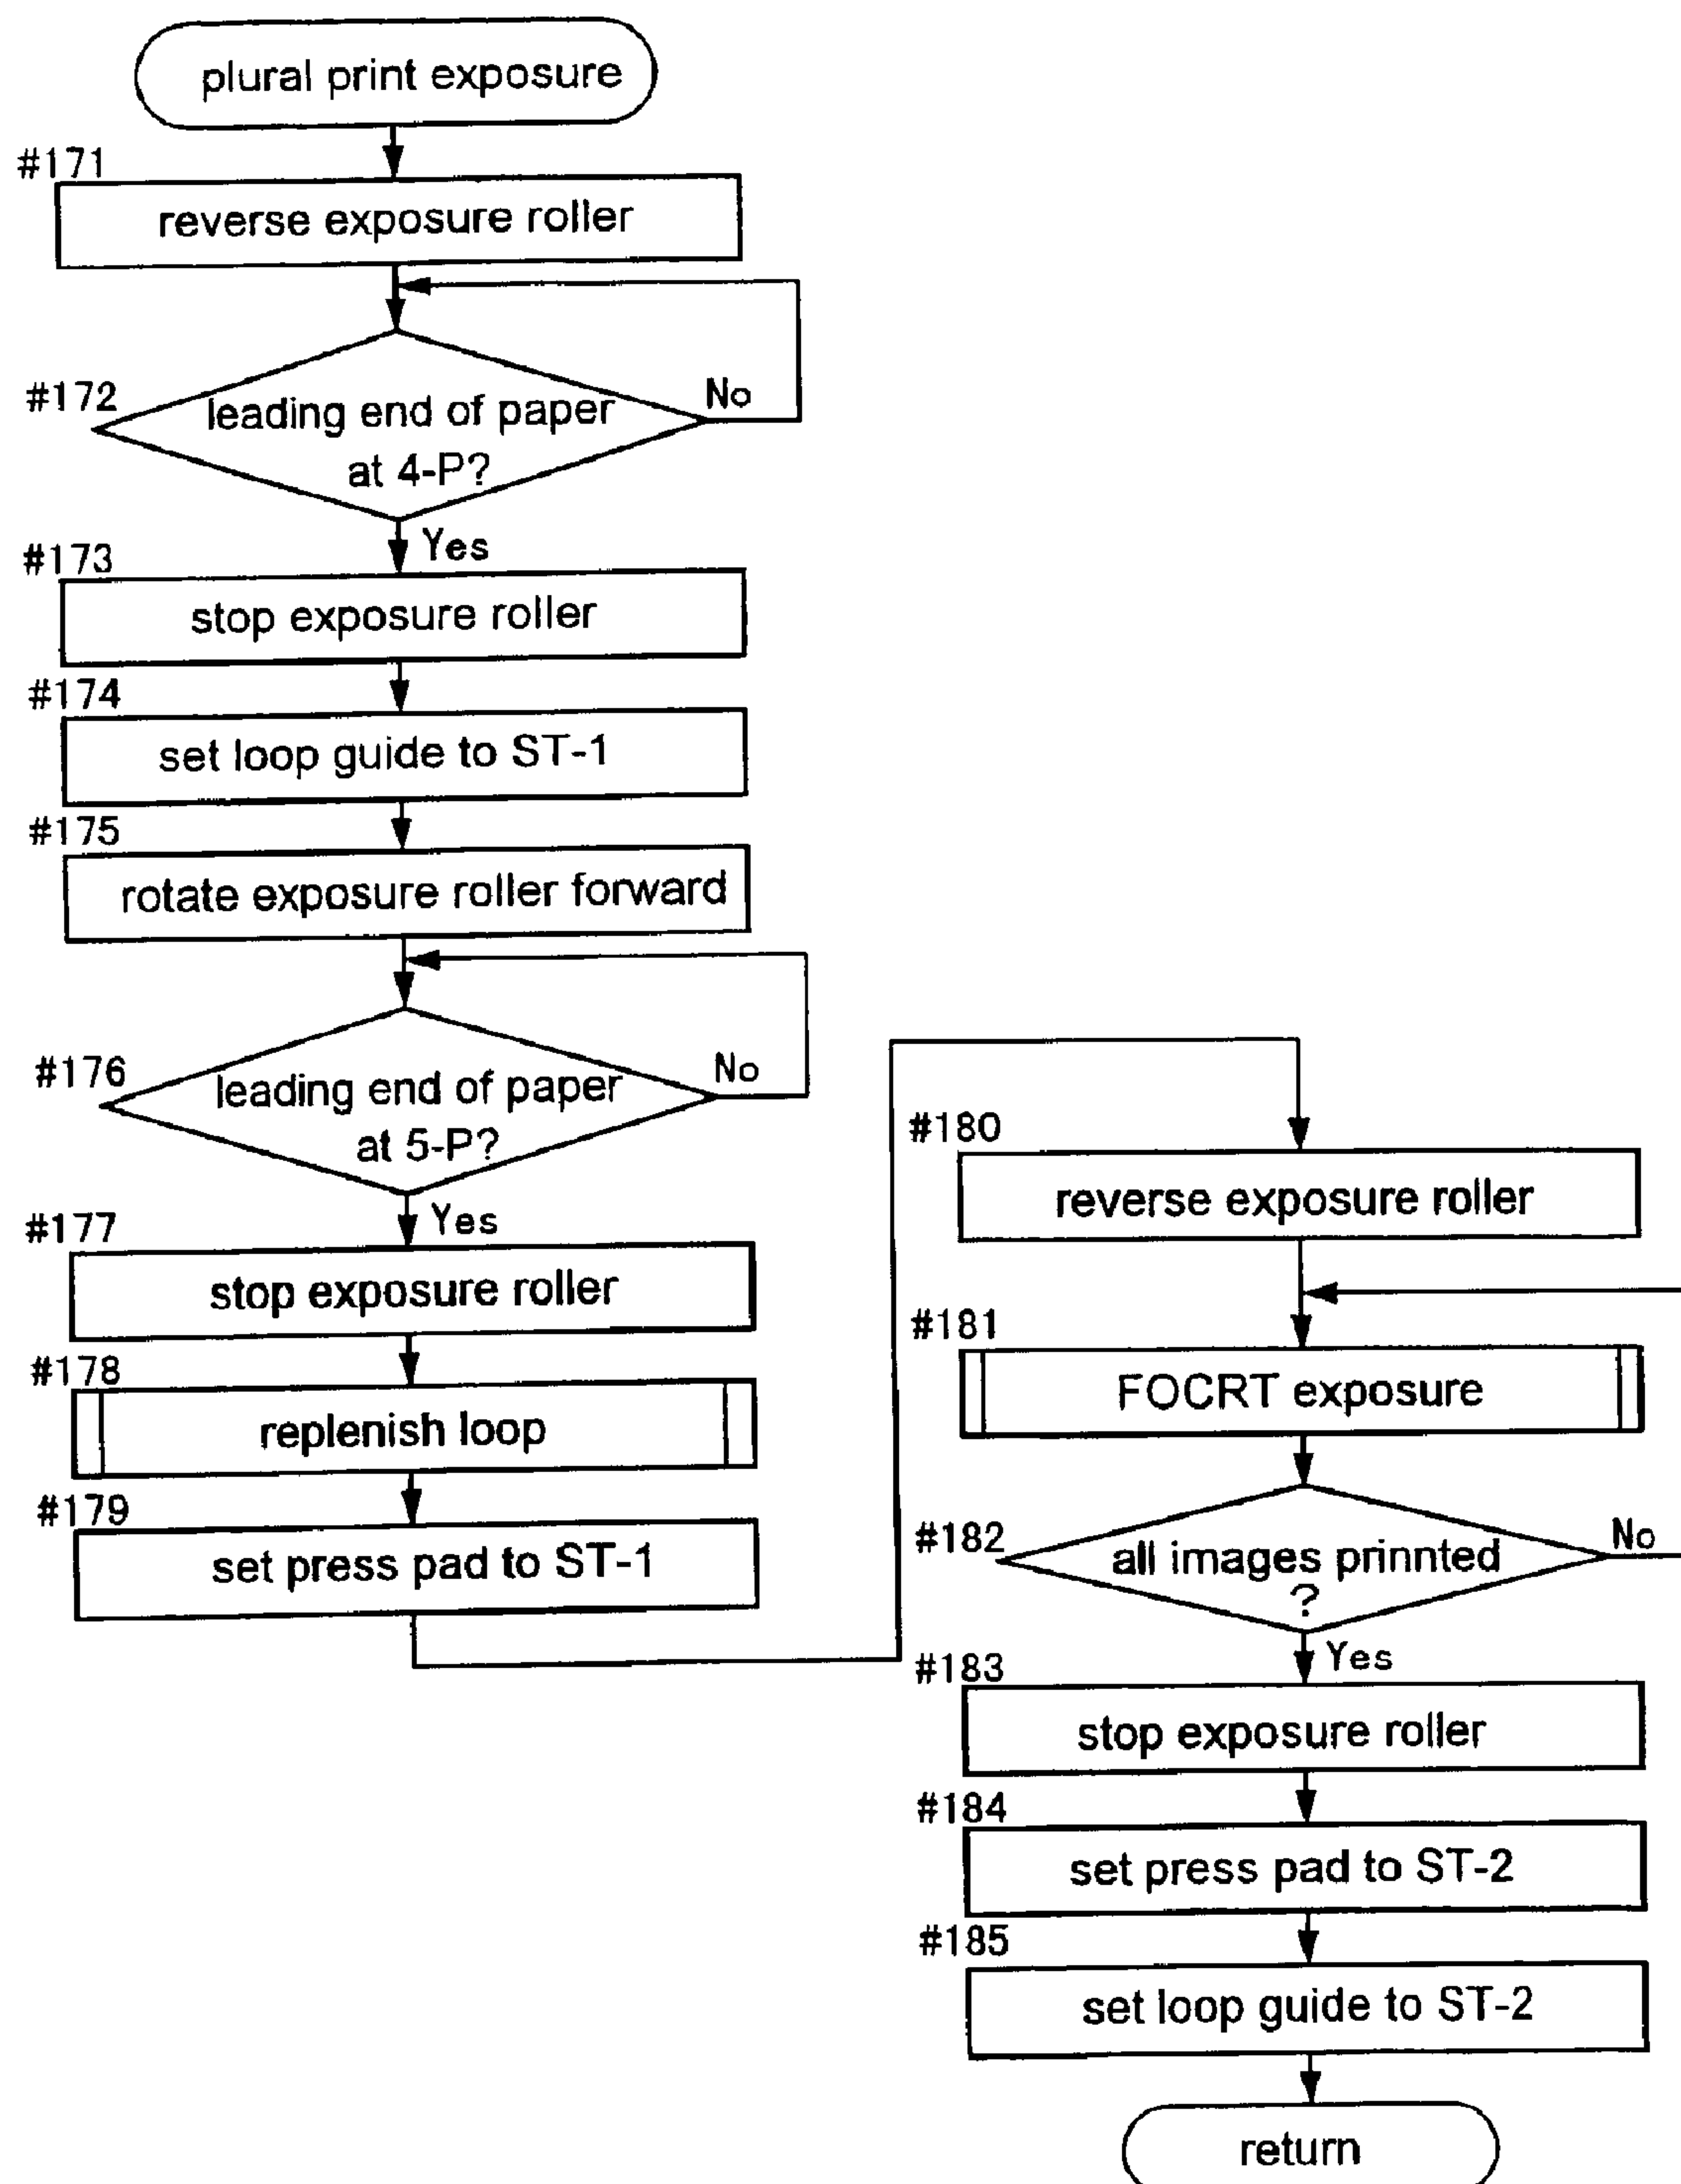 plural print exposure
#171
reverse exposure roller
#172
leading end of paper
at 4-P?
No
Yes
#173
stop exposure roller
#174
set loop guide to ST-1
#175
rotate exposure roller forward
#176
leading end of paper
at 5-P?
No
Yes
#177
stop exposure roller
#178
replenish loop
#179
set press pad to ST-1
#180
reverse exposure roller
#181
FOCRT exposure
#182
all images prinnted
?
No
Yes
#183
stop exposure roller
#184
set press pad to ST-2
#185
set loop guide to ST-2
return